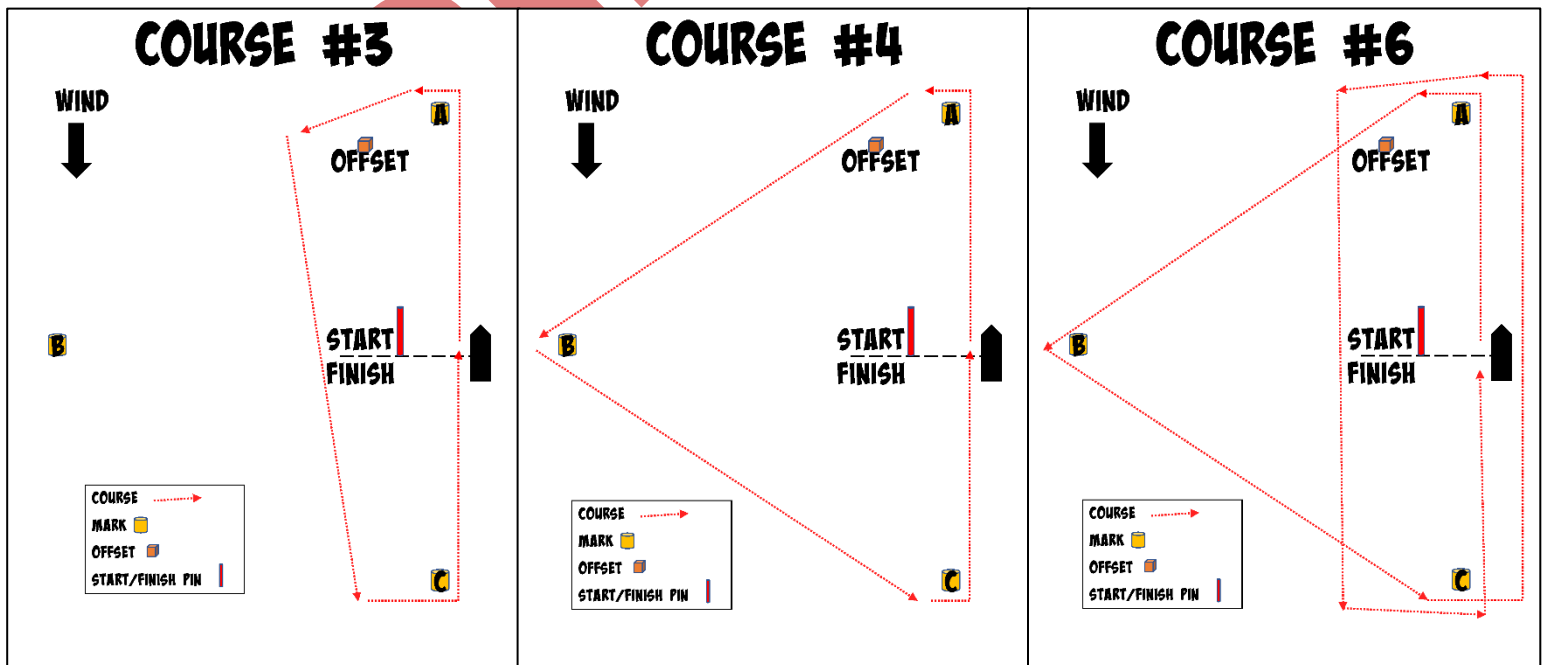 COURSE #3
WIND
A
OFFSET
B
START
FINISH
COURSE
MARK
OFFSET
START/FINISH PIN
C
COURSE #4
WIND
A
OFFSET
B
START
FINISH
COURSE
MARK
OFFSET
START/FINISH PIN
C
COURSE #6
WIND
A
OFFSET
B
START
FINISH
COURSE
MARK
OFFSET
START/FINISH PIN
C